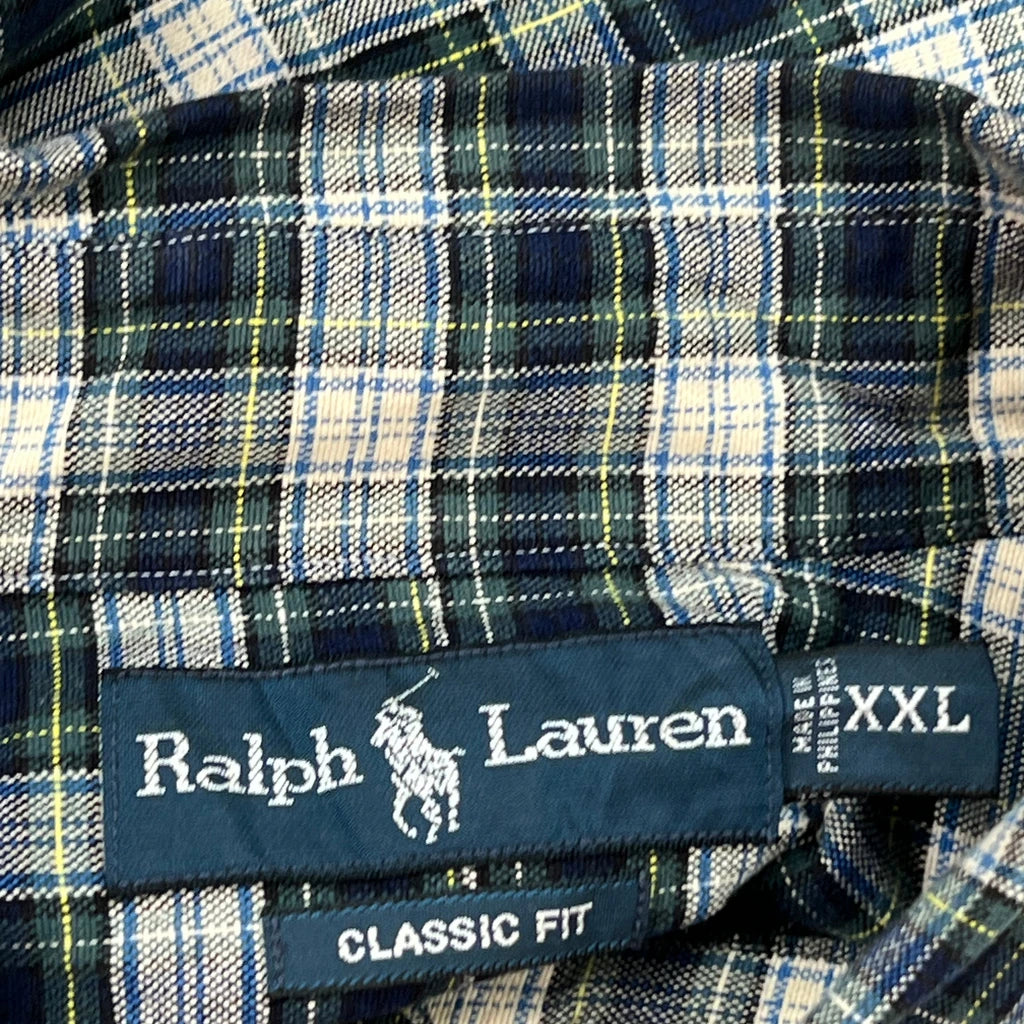 Ralph Lauren
MADE IN
PHILIPPINES
XXL
CLASSIC FIT